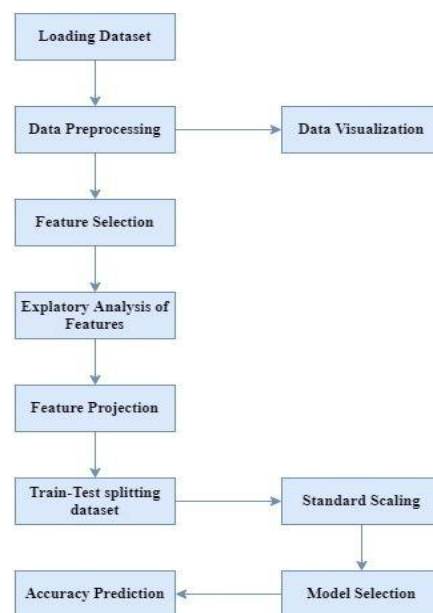 Loading Dataset
Data Preprocessing
Data Visualization
Feature Selection
Explatory Analysis of
Features
Feature Projection
Train-Test splitting
dataset
Standard Scaling
Model Selection
Accuracy Prediction